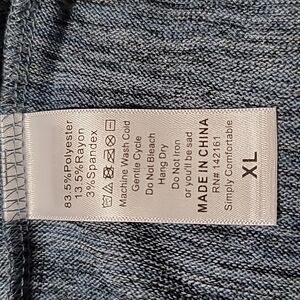 83.5%Polyester
13.5%Rayon
3%Spandex
Machine Wash Cold
Gentle Cycle
Do Not Bleach
Hang Dry
Do Not Iron
or you'll be sad
MADE IN CHINA
RN#:142161
Simply Comfortable
XL